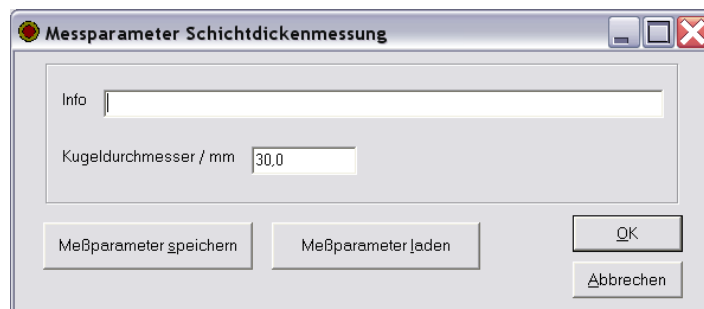 Messparameter Schichtdickenmessung
Info
Kugeldurchmesser / mm 30,0
Meßparameter speichern Meßparameter laden OK
Abbrechen